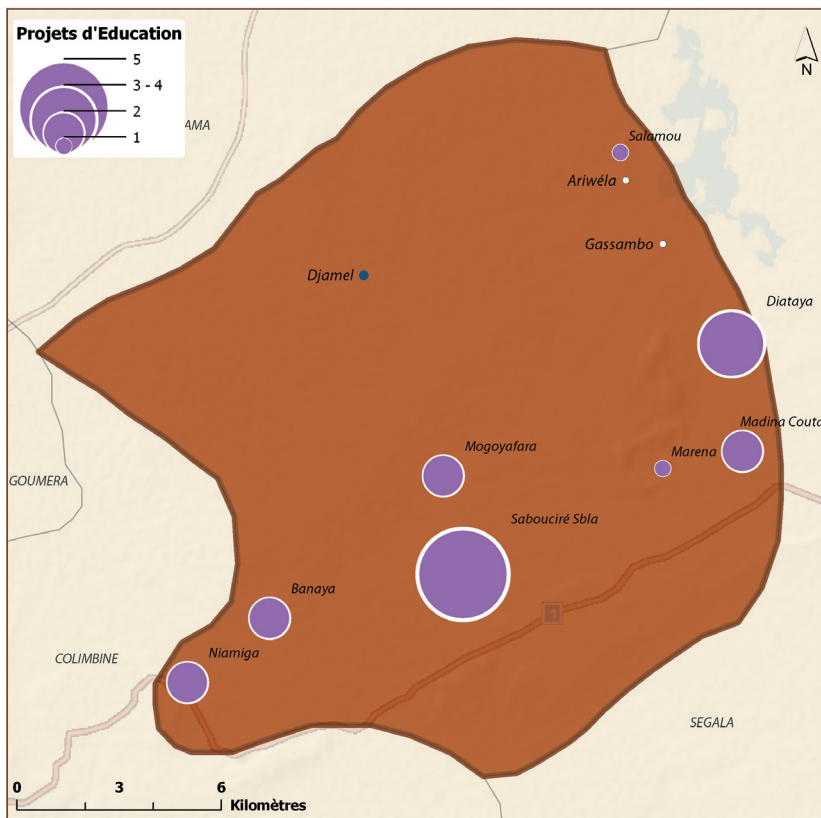 Projets d'Education
5
3 - 4
2
1
AMA
N
Salamou
Ariwéla
Gassambo
Djamel
Diataya
Madina Couta
Mogoyafara
Marena
GOUMERA
Sabouciré Sbla
Banaya
1
COLIMBINE
Niamiga
SEGALA
0 3 6
Kilomètres